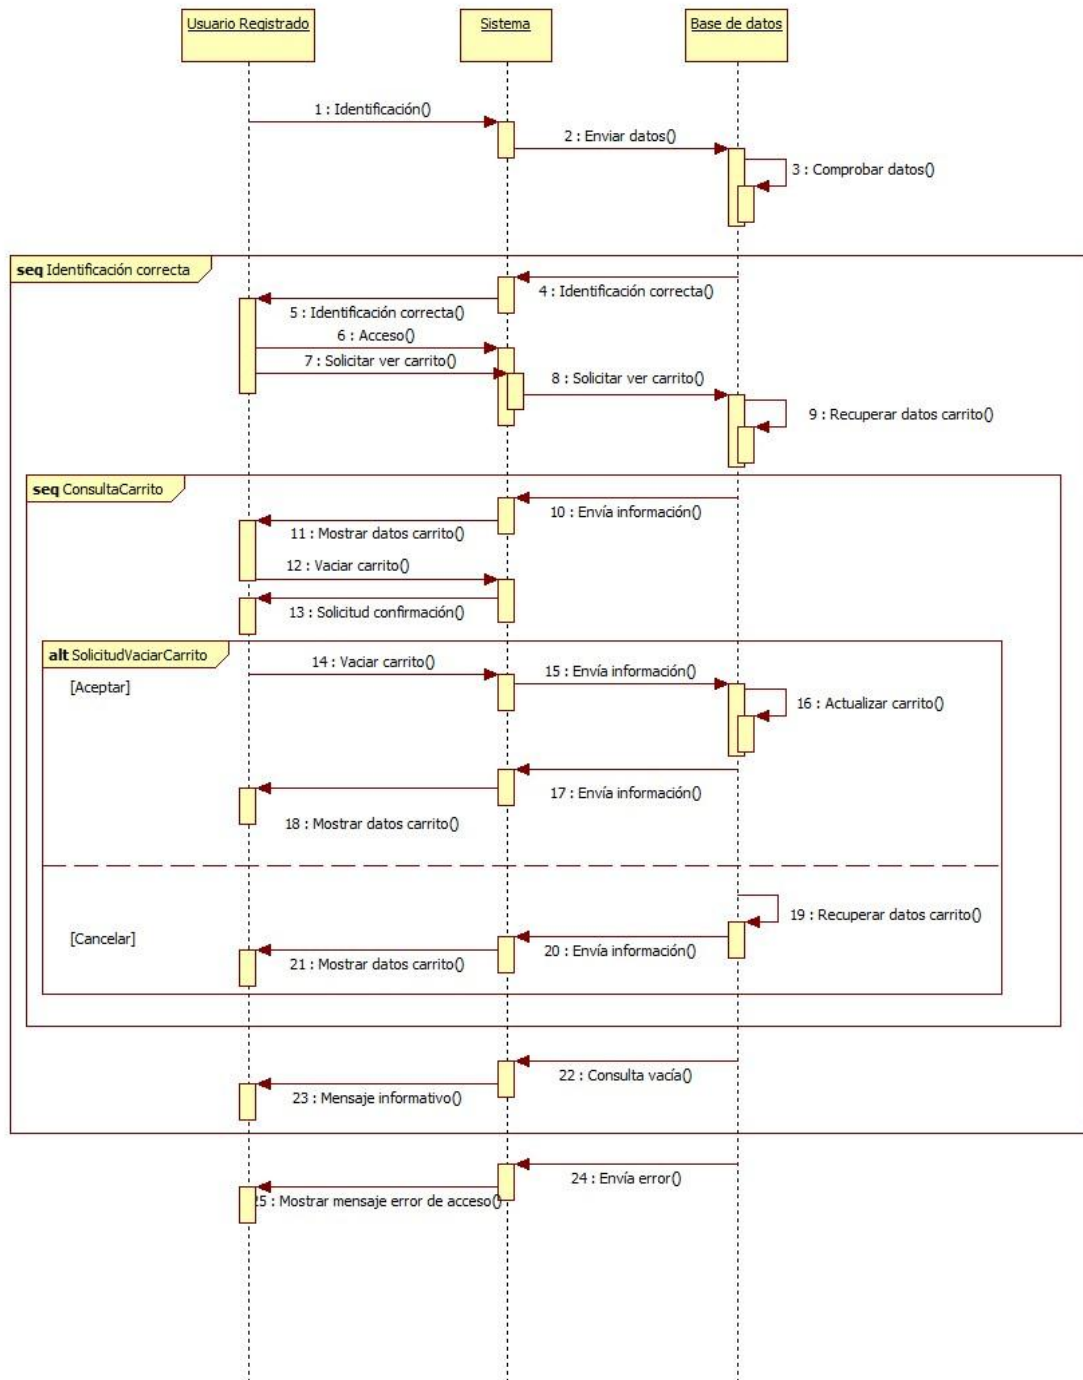 Usuario Registrado
Sistema
Base de datos
1 : Identificación()
2 : Enviar datos()
3 : Comprobar datos()
seq Identificación correcta
4 : Identificación correcta()
5 : Identificación correcta()
6 : Acceso()
7 : Solicitar ver carrito()
8 : Solicitar ver carrito()
9 : Recuperar datos carrito()
seq ConsultaCarrito
10 : Envía información()
11 : Mostrar datos carrito()
12 : Vaciar carrito()
13 : Solicitud confirmación()
alt SolicitudVaciarCarrito
14 : Vaciar carrito()
15 : Envía información()
[Aceptar]
16 : Actualizar carrito()
17 : Envía información()
18 : Mostrar datos carrito()
19 : Recuperar datos carrito()
[Cancelar]
20 : Envía información()
21 : Mostrar datos carrito()
22 : Consulta vacía()
23 : Mensaje informativo()
24 : Envía error()
25 : Mostrar mensaje error de acceso()